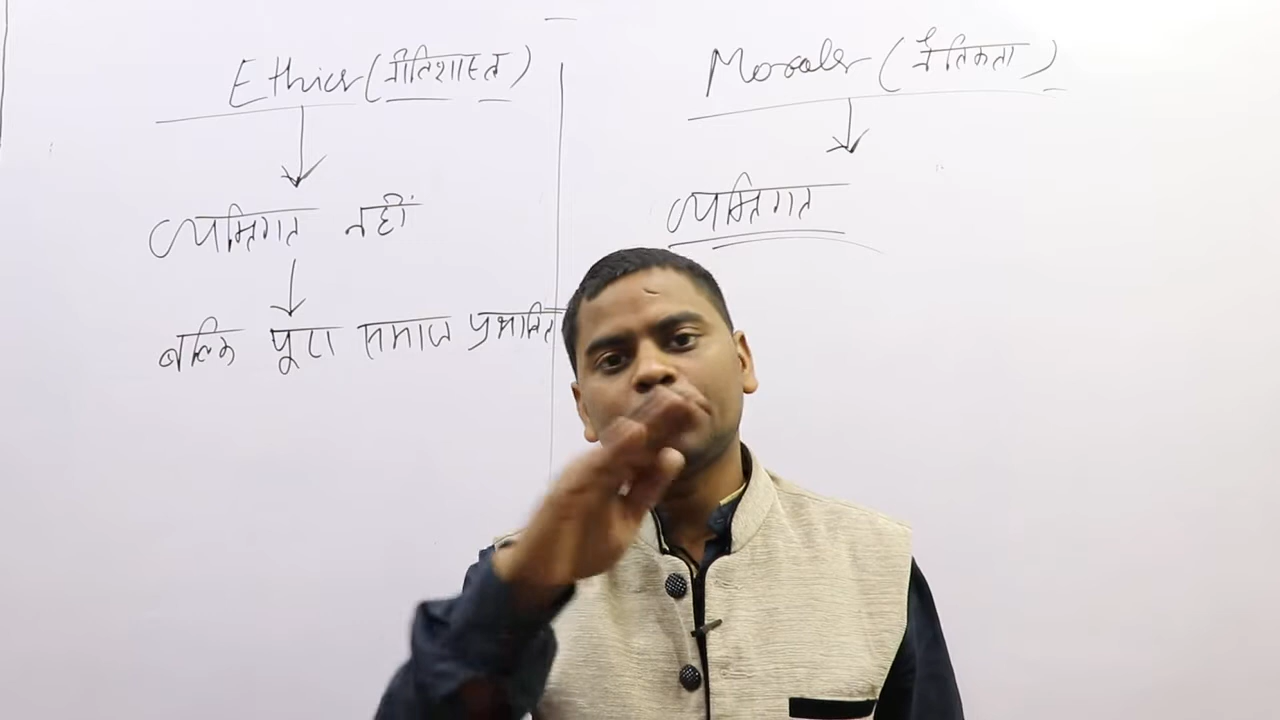 Ethics (नीतिशास्त्र)
व्यक्तिगत नहीं
बल्कि पूरा समाज प्रभावित
Morals (नैतिकता)
व्यक्तिगत